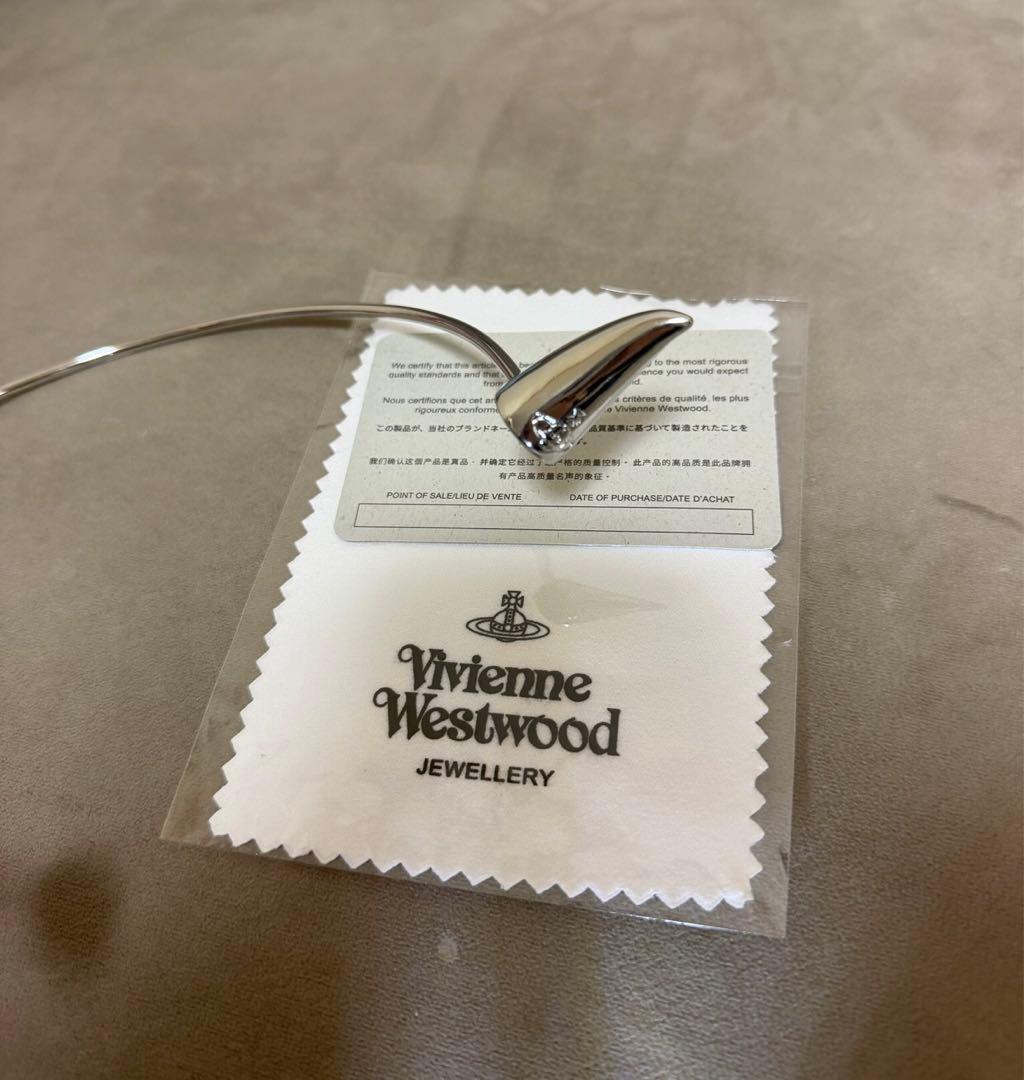 We certify that this article
to the most rigorous
quality standards and that
you would expect
from
Nous certifions que cet
critères de qualité les plus
rigoureux
Vivienne Westwood.
この製品が、当社のブランドネー
品質基準に基づいて製造されたことを
我们确认这个产品是真品・并确定它经过了
格的质量控制・此产品的高品质是此品牌拥
有产品高质量名声的象征・
POINT OF SALE/LIEU DE VENTE DATE OF PURCHASE/DATE D'ACHAT
Vivienne
Westwood
JEWELLERY